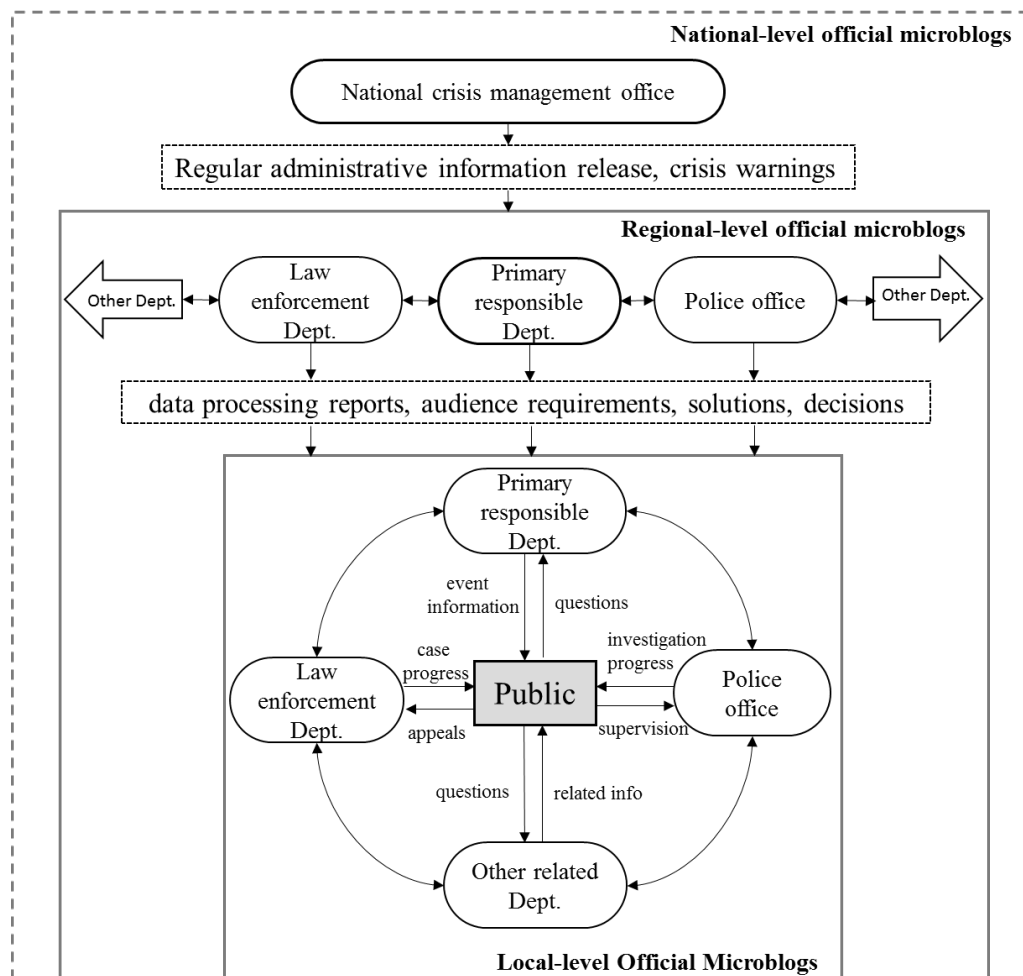 National-level official microblogs
National crisis management office
Regular administrative information release, crisis warnings
Regional-level official microblogs
Other Dept.
Law
enforcement
Dept.
Primary
responsible
Dept.
Police office
Other Dept.
data processing reports, audience requirements, solutions, decisions
Primary
responsible
Dept.
event
information
questions
case
progress
investigation
progress
Law
enforcement
Dept.
Public
Police
office
appeals
supervision
questions
related info
Other related
Dept.
Local-level Official Microblogs